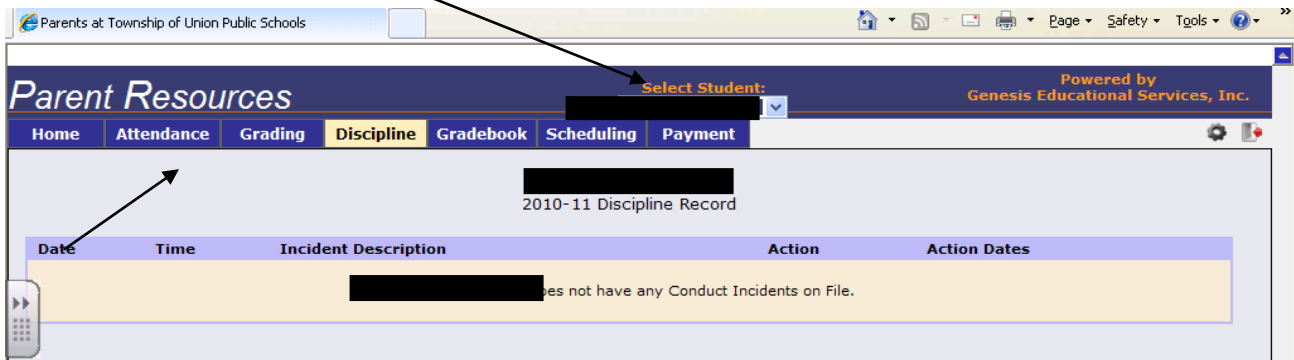 Parents at Township of Union Public Schools Page Safety Tools
Parent Resources Select Student: Powered by
Genesis Educational Services, Inc.
Home Attendance Grading Discipline Gradebook Scheduling Payment
2010-11 Discipline Record
Date Time Incident Description Action Action Dates
not have any Conduct Incidents on File.